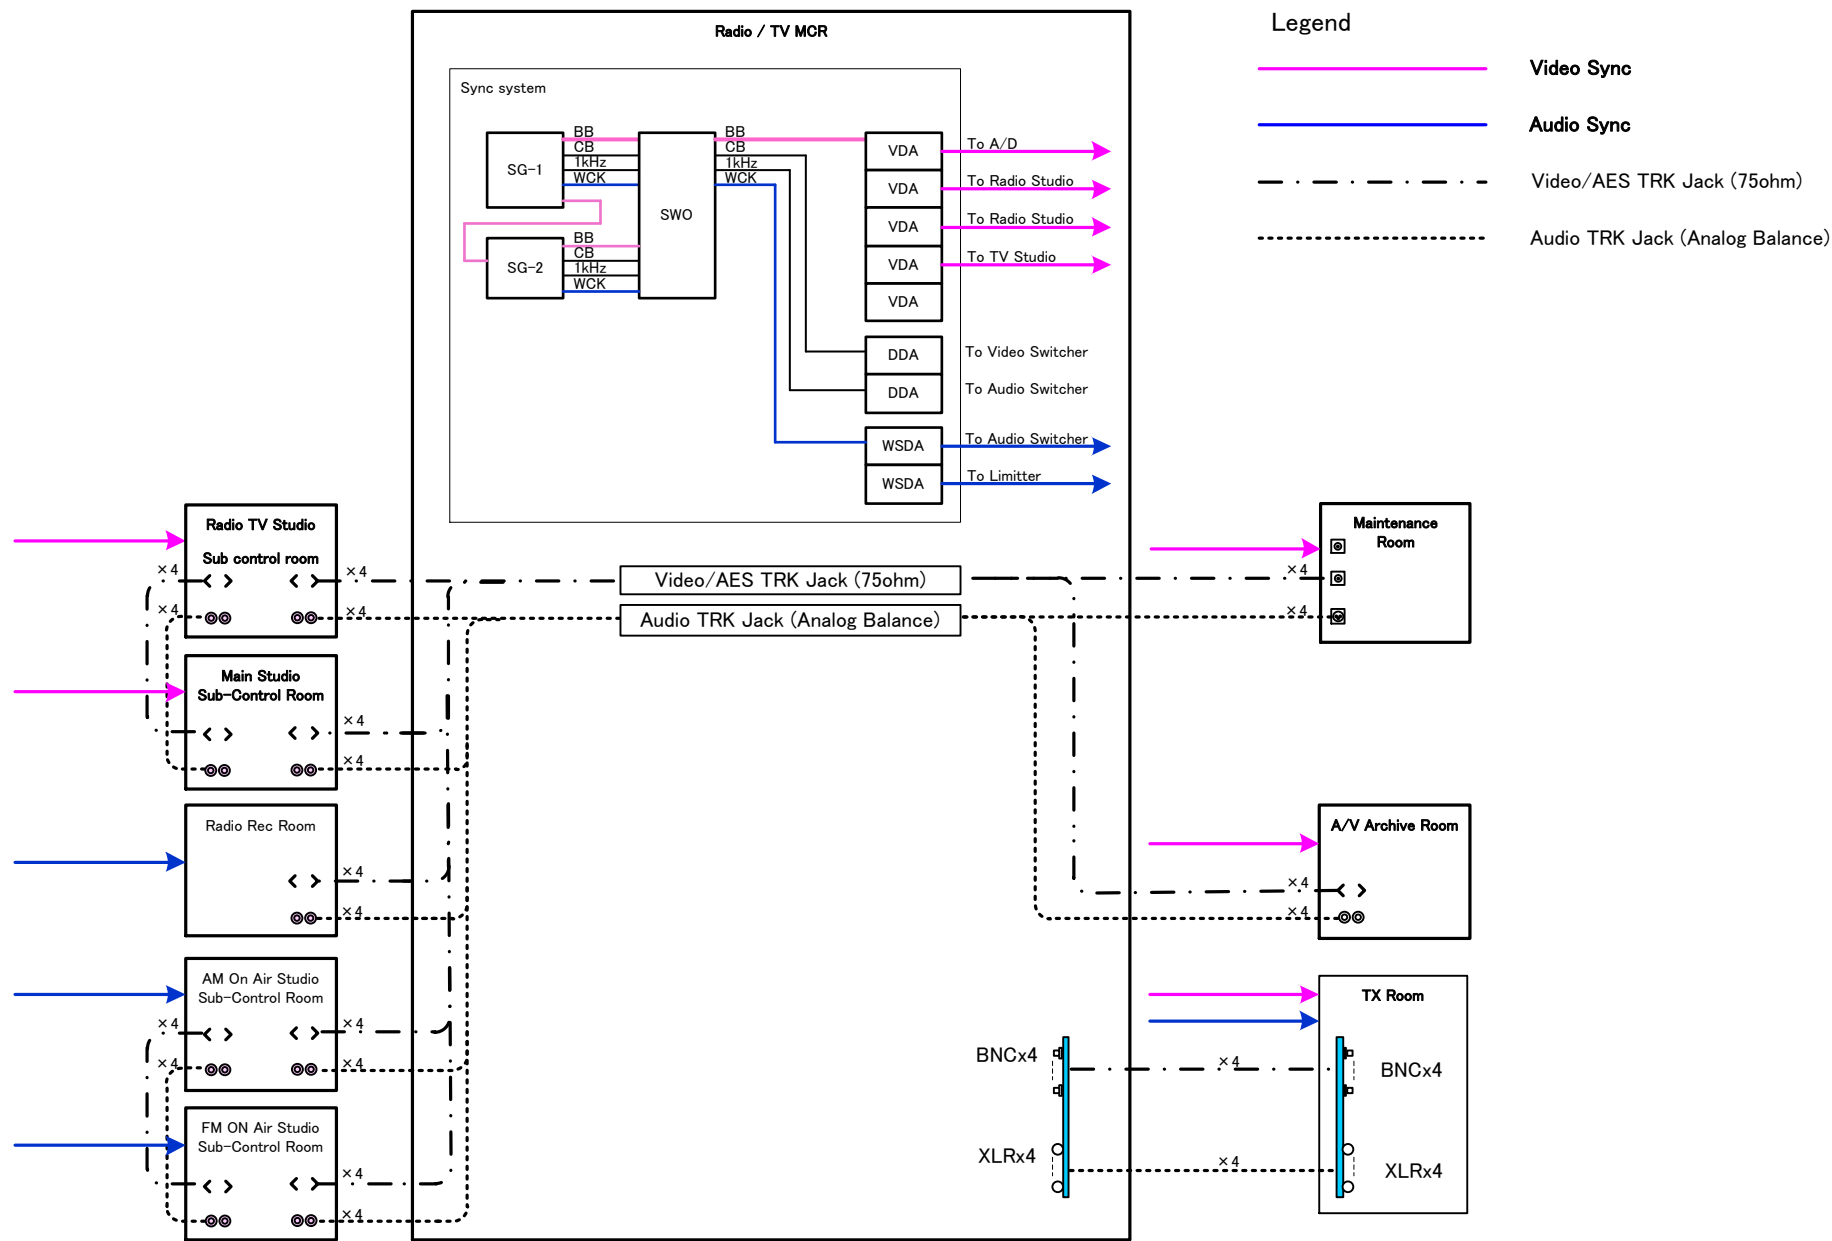 Radio / TV MCR
Legend
Video Sync
Audio Sync
Video/AES TRK Jack (75ohm)
Audio TRK Jack (Analog Balance)
Sync system
SG-1
BB
CB
1kHz
WCK
SG-2
BB
CB
1kHz
WCK
SWO
BB
CB
1kHz
WCK
VDA
To A/D
VDA
To Radio Studio
VDA
To Radio Studio
VDA
To TV Studio
VDA
DDA
To Video Switcher
DDA
To Audio Switcher
WSDA
To Audio Switcher
WSDA
To Limitter
Radio TV Studio
Sub control room
×4
×4
×4
×4
Video/AES TRK Jack (75ohm)
Audio TRK Jack (Analog Balance)
Maintenance
Room
×4
×4
Main Studio
Sub-Control Room
×4
×4
Radio Rec Room
×4
×4
A/V Archive Room
×4
×4
AM On Air Studio
Sub-Control Room
×4
×4
×4
×4
FM ON Air Studio
Sub-Control Room
×4
×4
TX Room
BNCx4
×4
BNCx4
XLRx4
×4
XLRx4